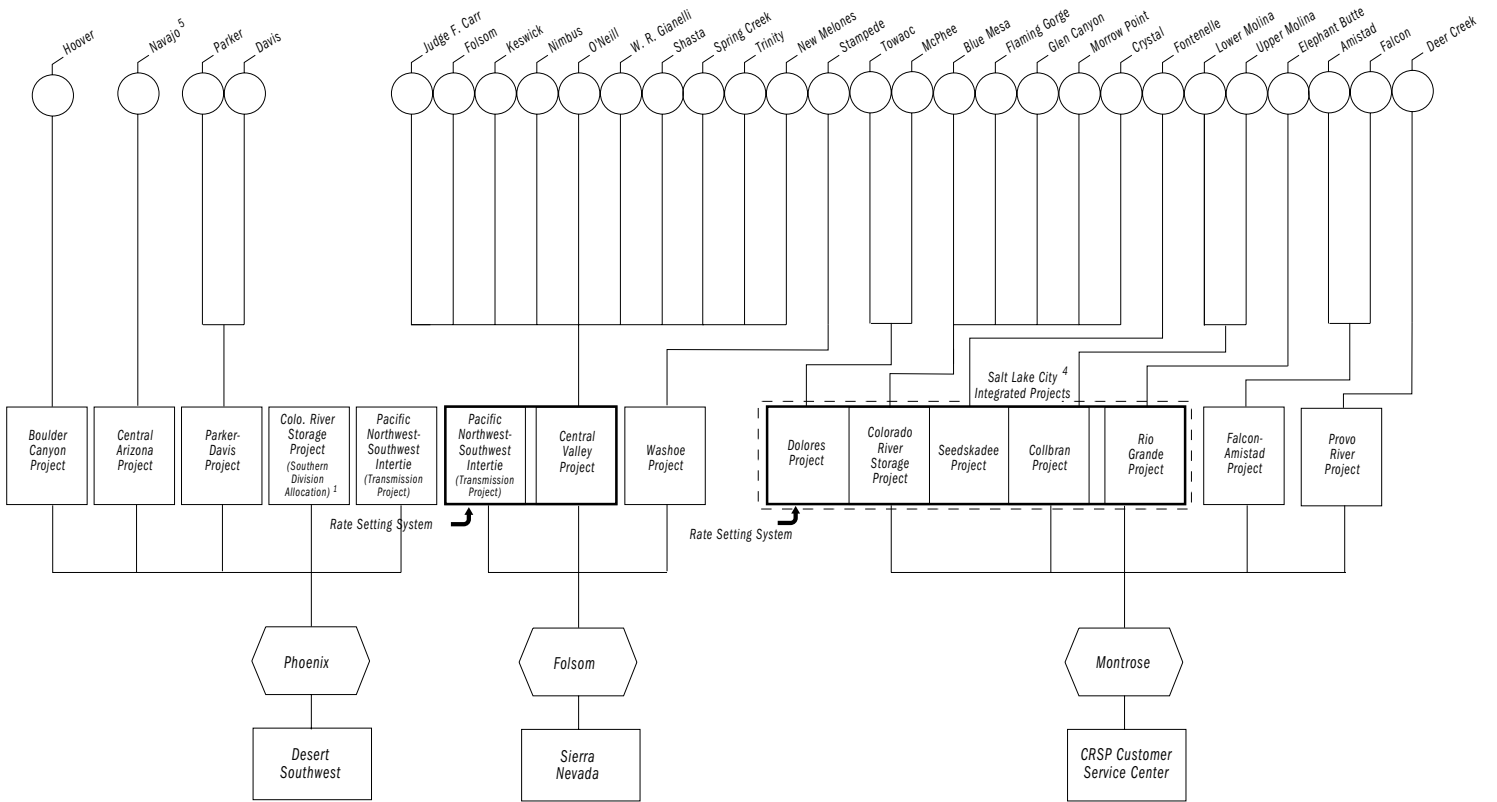 Hoover
Navajo 5
Parker
Davis
Judge F. Carr
Folsom
Keswick
Nimbus
O'Neill
W. R. Gianelli
Shasta
Spring Creek
Trinity
New Melones
Stampede
Towaoc
McPhee
Blue Mesa
Flaming Gorge
Glen Canyon
Morrow Point
Crystal
Fontenelle
Lower Molina
Upper Molina
Elephant Butte
Amistad
Falcon
Deer Creek
Salt Lake City 4
Integrated Projects
Boulder
Canyon
Project
Central
Arizona
Project
Parker-
Davis
Project
Colo. River
Storage
Project
(Southern
Division
Allocation) 1
Pacific
Northwest-
Southwest
Intertie
(Transmission
Project)
Pacific
Northwest-
Southwest
Intertie
(Transmission
Project)
Central
Valley
Project
Washoe
Project
Dolores
Project
Colorado
River
Storage
Project
Seedskadee
Project
Collbran
Project
Rio
Grande
Project
Falcon-
Amistad
Project
Provo
River
Project
Rate Setting System
Rate Setting System
Phoenix
Folsom
Montrose
Desert
Southwest
Sierra
Nevada
CRSP Customer
Service Center